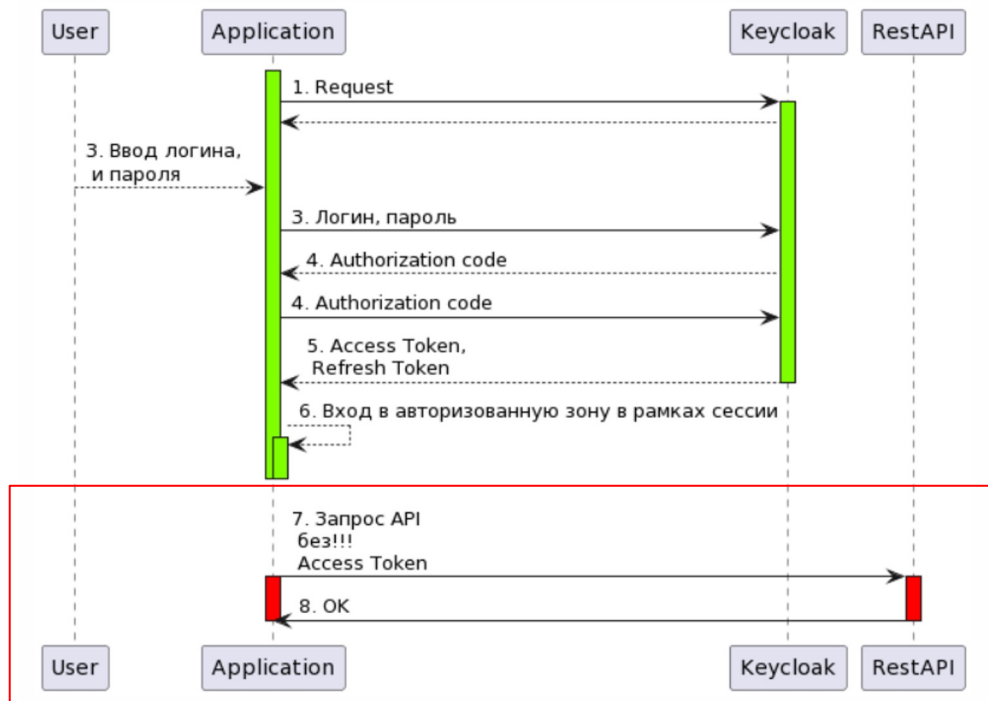 User
Application
Keycloak
RestAPI
1. Request
3. Ввод логина,
и пароля
3. Логин, пароль
4. Authorization code
4. Authorization code
5. Access Token,
Refresh Token
6. Вход в авторизованную зону в рамках сессии
7. Запрос API
без!!!
Access Token
8. OK
User
Application
Keycloak
RestAPI